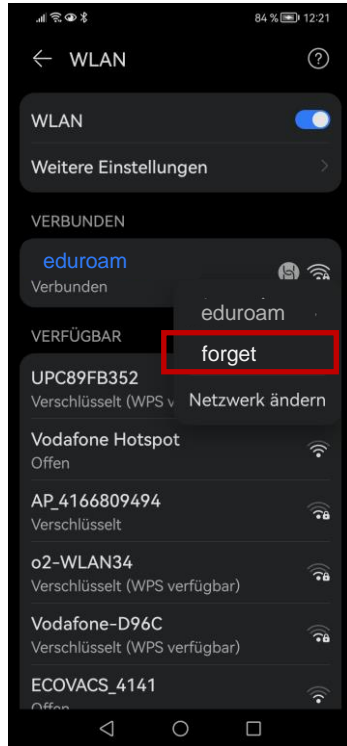 84 % 12:21
WLAN
WLAN
Weitere Einstellungen
VERBUNDEN
eduroam
Verbunden
eduroam
VERFÜGBAR
forget
UPC89FB352
Verschlüsselt (WPS v
Netzwerk ändern
Vodafone Hotspot
Offen
AP_4166809494
Verschlüsselt
o2-WLAN34
Verschlüsselt (WPS verfügbar)
Vodafone-D96C
Verschlüsselt (WPS verfügbar)
ECOVACS_4141
Offen